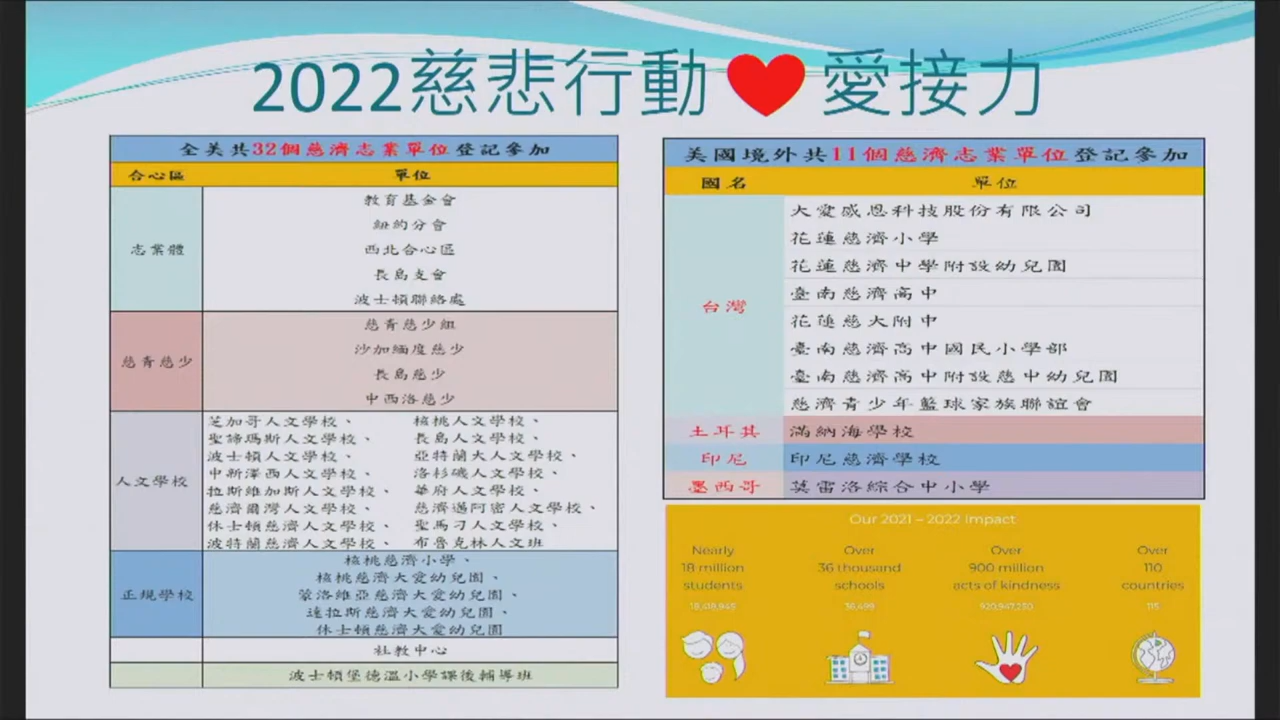 2022慈悲行動 愛接力
全美共32個慈濟志業單位登記參加
合心區 單位
志業體
教育基金會
紐約分會
西北合心區
長島支會
波士頓聯絡處
慈青慈少
慈青慈少組
沙加緬度慈少
長島慈少
中西洛慈少
人文學校
芝加哥人文學校、 核桃人文學校、
聖諦瑪斯人文學校、 長島人文學校、
波士頓人文學校、 亞特蘭大人文學校、
中新澤西人文學校、 洛杉磯人文學校、
拉斯維加斯人文學校、 華府人文學校、
慈濟爾灣人文學校、 慈濟邁阿密人文學校、
休士頓慈濟人文學校、 聖馬刁人文學校、
波特蘭慈濟人文學校、 布魯克林人文班
正規學校
核桃慈濟小學、
核桃慈濟大愛幼兒園、
蒙洛維亞慈濟大愛幼兒園、
達拉斯慈濟大愛幼兒園、
休士頓慈濟大愛幼兒園
社教中心
波士頓堡德溫小學課後輔導班
美國境外共11個慈濟志業單位登記參加
國名 單位
台灣
大愛感恩科技股份有限公司
花蓮慈濟小學
花蓮慈濟中學附設幼兒園
臺南慈濟高中
花蓮慈大附中
臺南慈濟高中國民小學部
臺南慈濟高中附設慈中幼兒園
慈濟青少年籃球家族聯誼會
土耳其 滿納海學校
印尼 印尼慈濟學校
墨西哥 莫雷洛綜合中小學
Our 2021 – 2022 Impact
Nearly
18 million
students
18,418,945
Over
36 thousand
schools
36,499
Over
900 million
acts of kindness
920,947,250
Over
110
countries
115